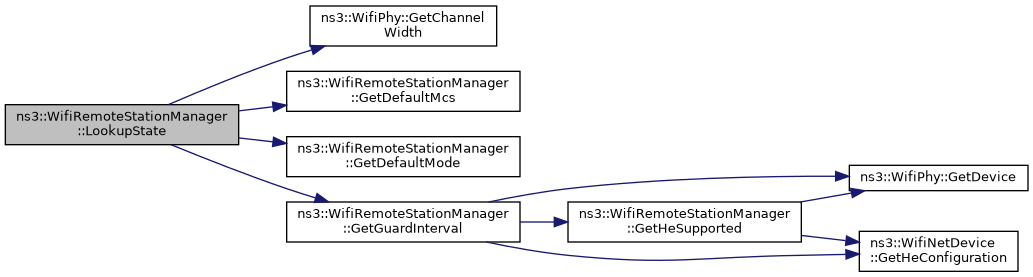 ns3::WifiPhy::GetChannel
Width
ns3::WifiRemoteStationManager
::GetDefaultMcs
ns3::WifiRemoteStationManager
::LookupState
ns3::WifiRemoteStationManager
::GetDefaultMode
ns3::WifiPhy::GetDevice
ns3::WifiRemoteStationManager
::GetGuardInterval
ns3::WifiRemoteStationManager
::GetHeSupported
ns3::WifiNetDevice
::GetHeConfiguration